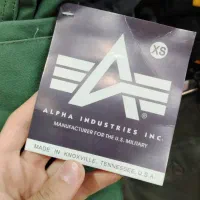 XS
ALPHA INDUSTRIES INC.
MANUFACTURER FOR THE U.S. MILITARY
MADE IN KNOXVILLE, TENNESSEE, U.S.A.